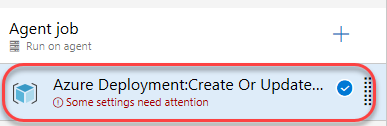 Agent job
Run on agent
Azure Deployment:Create Or Update...
Some settings need attention